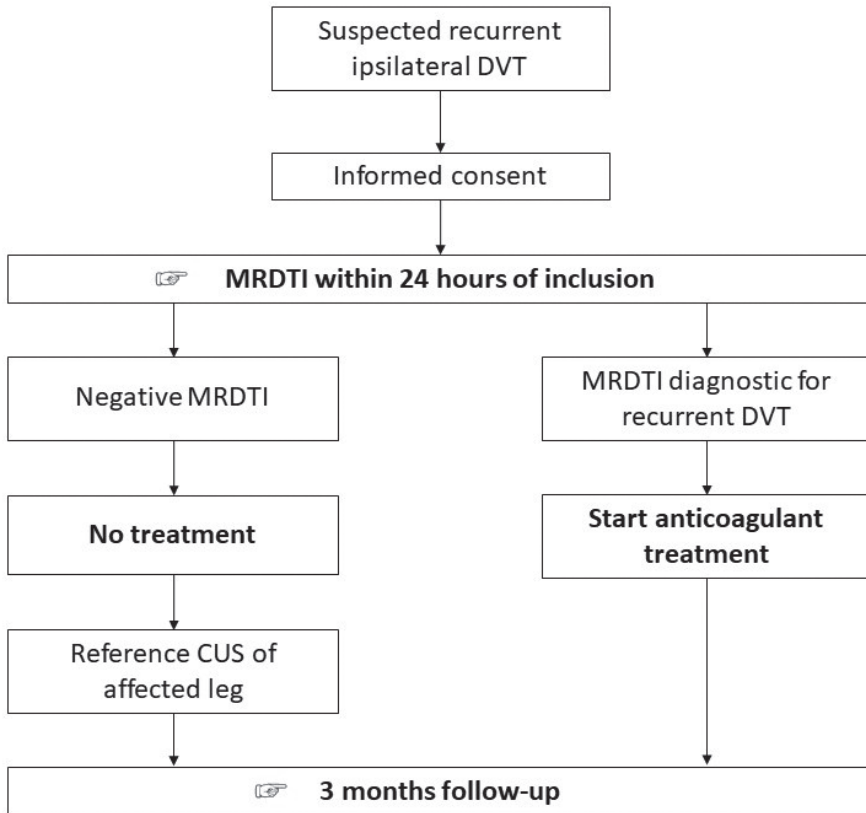 Suspected recurrent
ipsilateral DVT
Informed consent
☞ MRDTI within 24 hours of inclusion
Negative MRDTI
MRDTI diagnostic for
recurrent DVT
No treatment
Start anticoagulant
treatment
Reference CUS of
affected leg
☞ 3 months follow-up